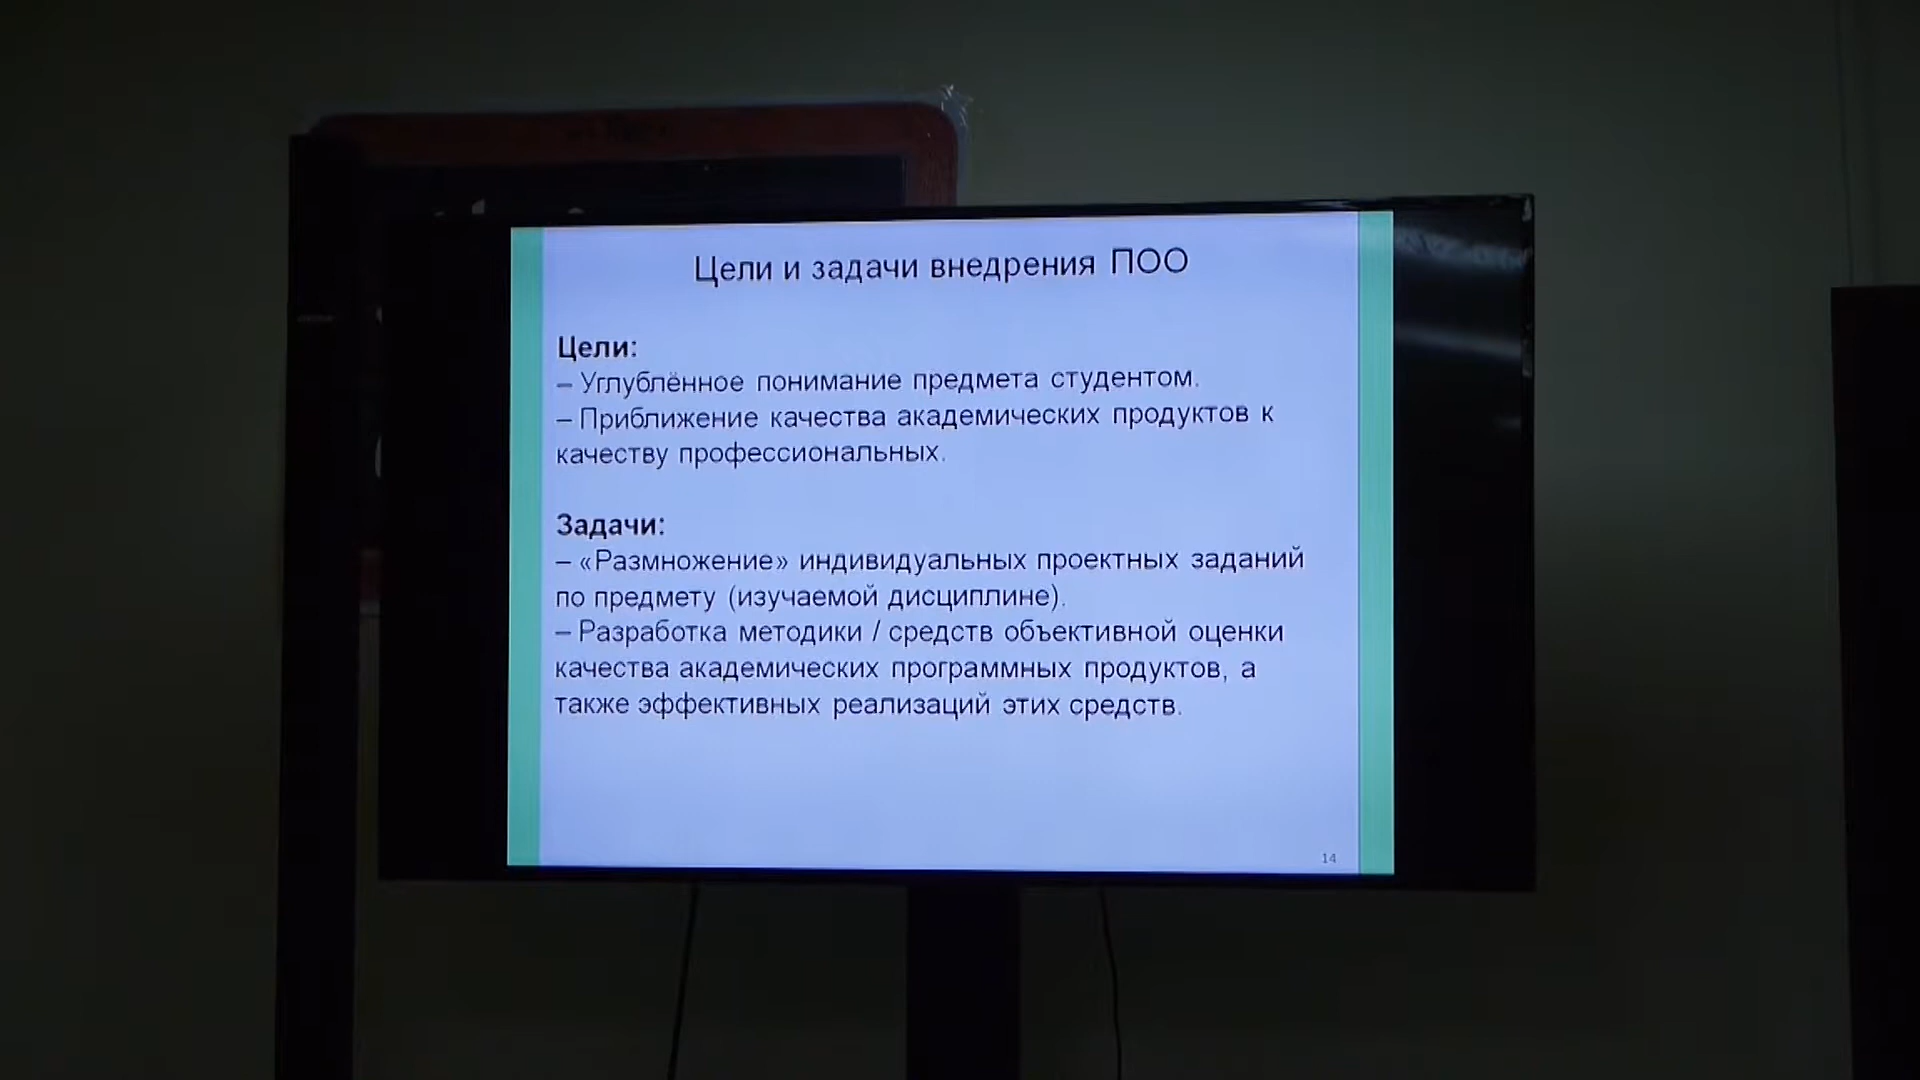 Цели и задачи внедрения ПОО
Цели:
– Углублённое понимание предмета студентом.
– Приближение качества академических продуктов к
качеству профессиональных.
Задачи:
– «Размножение» индивидуальных проектных заданий
по предмету (изучаемой дисциплине).
– Разработка методики / средств объективной оценки
качества академических программных продуктов, а
также эффективных реализаций этих средств.
14